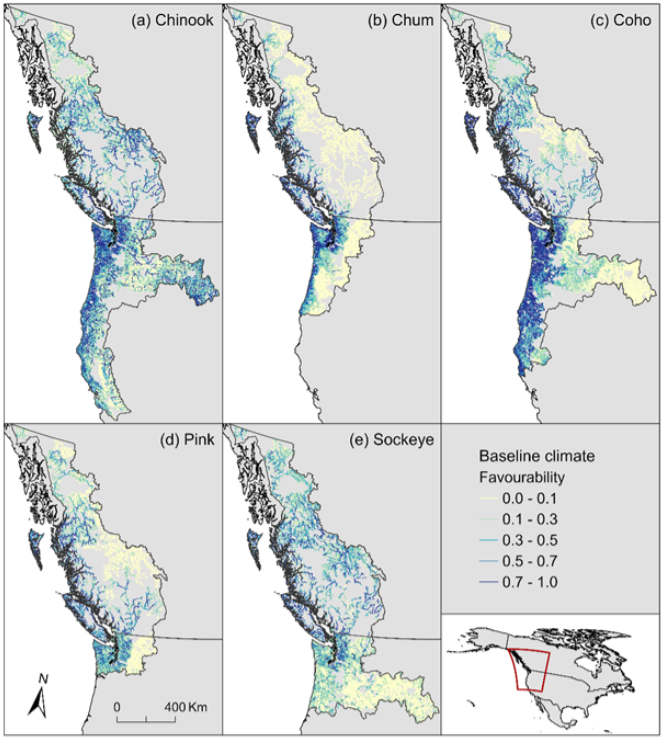 (a) Chinook
(b) Chum
(c) Coho
(d) Pink
(e) Sockeye
Baseline climate
Favourability
0.0 - 0.1
0.1 - 0.3
0.3 - 0.5
0.5 - 0.7
0.7 - 1.0
N
0 400 Km